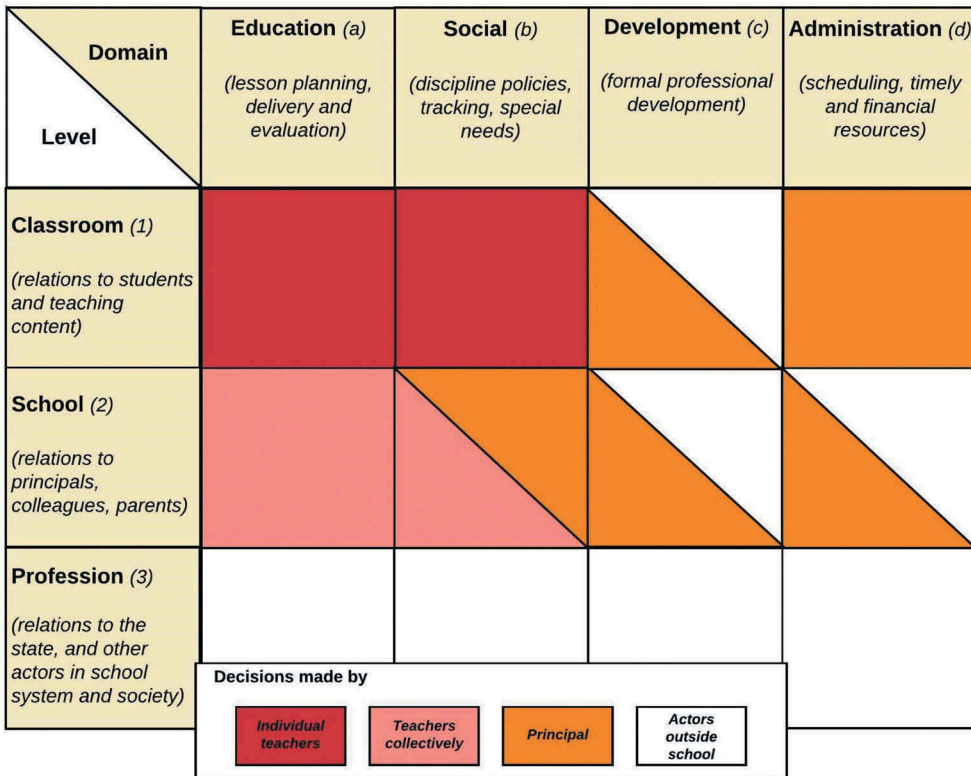 Domain
Level
Education (a)
(lesson planning,
delivery and
evaluation)
Social (b)
(discipline policies,
tracking, special
needs)
Development (c)
(formal professional
development)
Administration (d)
(scheduling, timely
and financial
resources)
Classroom (1)
(relations to students
and teaching
content)
School (2)
(relations to
principals,
colleagues, parents)
Profession (3)
(relations to the
state, and other
actors in school
system and society)
Decisions made by
Individual
teachers
Teachers
collectively
Principal
Actors
outside
school